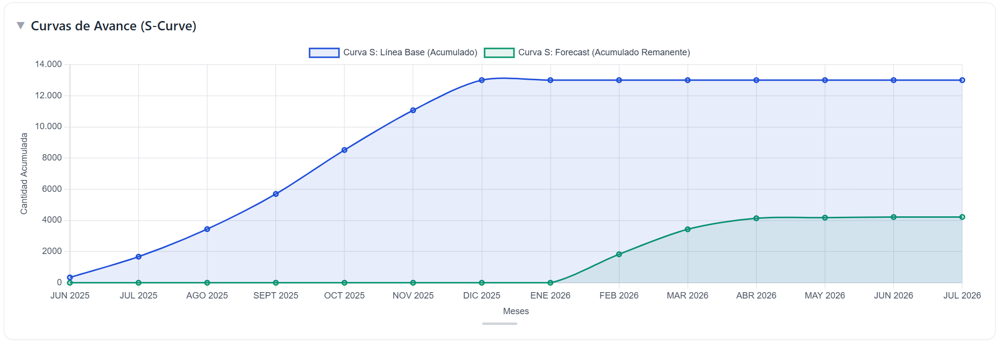 Curvas de Avance (S-Curve)
Curva S: Línea Base (Acumulado) Curva S: Forecast (Acumulado Remanente)
Cantidad Acumulada
14.000
12.000
10.000
8000
6000
4000
2000
0
JUN 2025 JUL 2025 AGO 2025 SEPT 2025 OCT 2025 NOV 2025 DIC 2025 ENE 2026 FEB 2026 MAR 2026 ABR 2026 MAY 2026 JUN 2026 JUL 2026
Meses